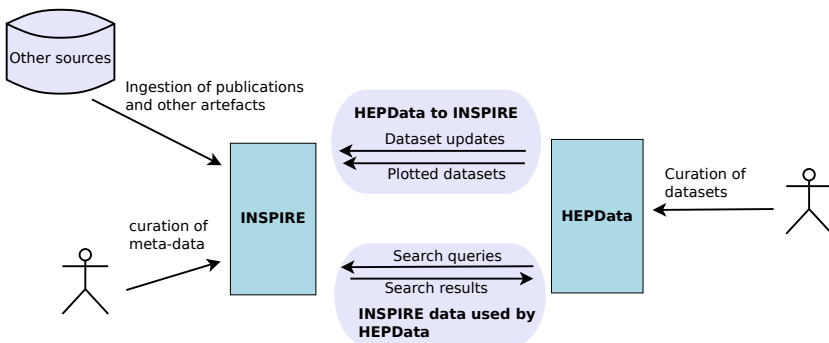 Other sources
Ingestion of publications
and other artefacts
HEPData to INSPIRE
Dataset updates
Plotted datasets
INSPIRE
HEPData
Curation of
datasets
curation of
meta-data
Search queries
Search results
INSPIRE data used by
HEPData